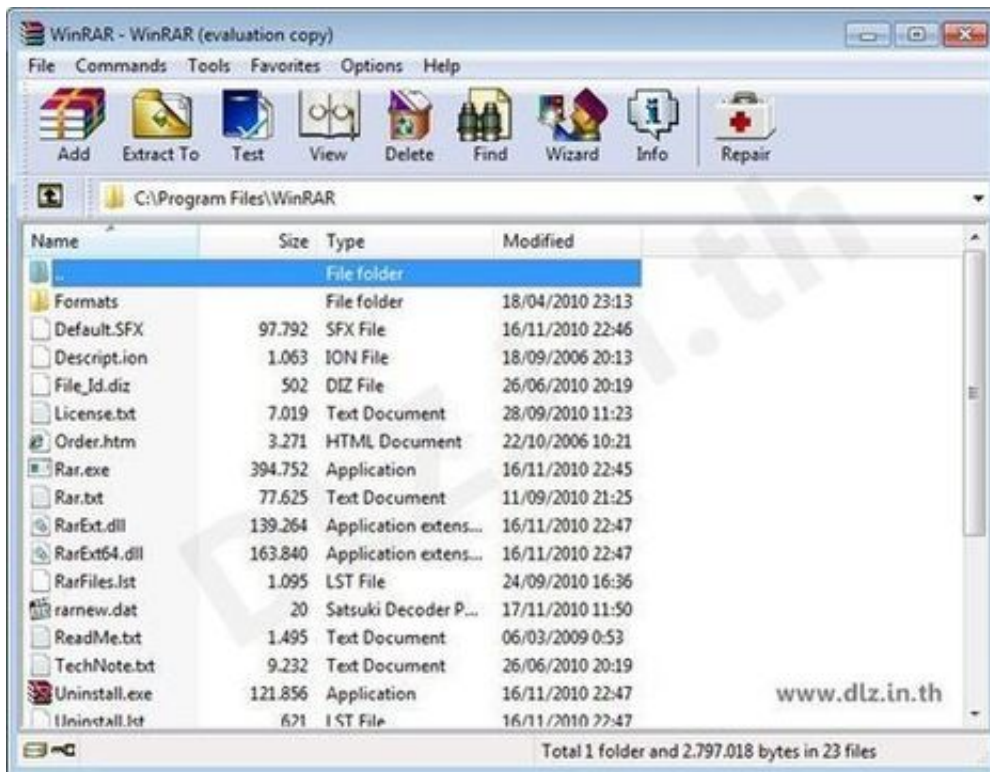 WinRAR - WinRAR (evaluation copy)
File Commands Tools Favorites Options Help
Add Extract To Test View Delete Find Wizard Info Repair
C:\Program Files\WinRAR
Name Size Type Modified
.. File folder
Formats File folder 18/04/2010 23:13
Default.SFX 97.792 SFX File 16/11/2010 22:46
Descript.ion 1.063 ION File 18/09/2006 20:13
File_Id.diz 502 DIZ File 26/06/2010 20:19
License.txt 7.019 Text Document 28/09/2010 11:23
Order.htm 3.271 HTML Document 22/10/2006 10:21
Rar.exe 394.752 Application 16/11/2010 22:45
Rar.txt 77.625 Text Document 11/09/2010 21:25
RarExt.dll 139.264 Application extens... 16/11/2010 22:47
RarExt64.dll 163.840 Application extens... 16/11/2010 22:47
RarFiles.lst 1.095 LST File 24/09/2010 16:36
rarnew.dat 20 Satsuki Decoder P... 17/11/2010 11:50
ReadMe.txt 1.495 Text Document 06/03/2009 0:53
TechNote.txt 9.232 Text Document 26/06/2010 20:19
Uninstall.exe 121.856 Application 16/11/2010 22:47
Uninstall.lst 621 LST File 16/11/2010 22:47
Dlz.in.th
www.dlz.in.th
Total 1 folder and 2.797.018 bytes in 23 files